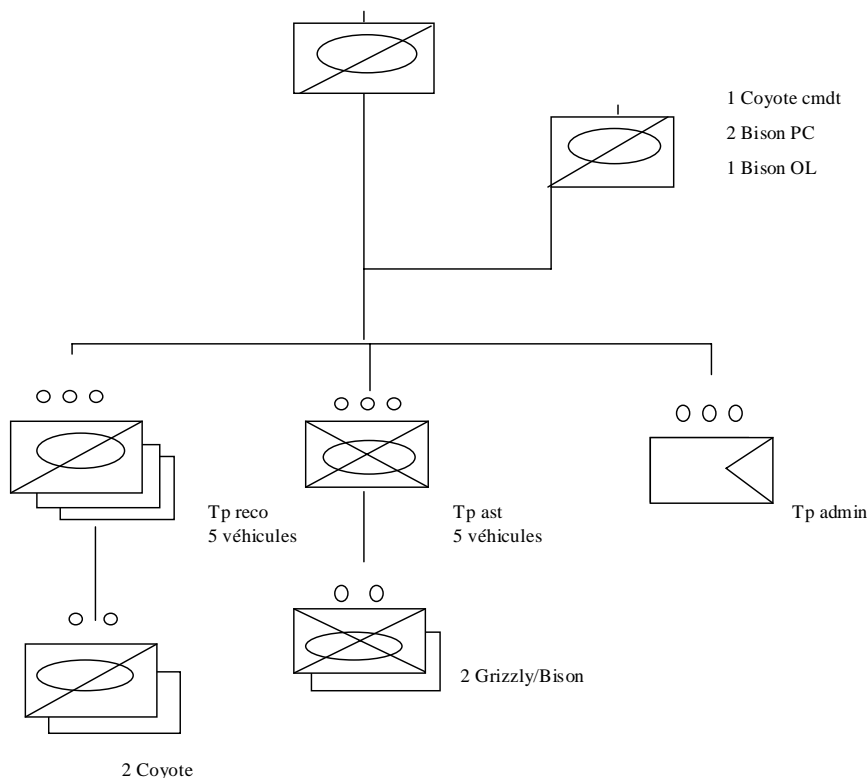 1 Coyote cmdt
2 Bison PC
1 Bison OL
Tp reco
5 véhicules
Tp ast
5 véhicules
Tp admin
2 Grizzly/Bison
2 Coyote